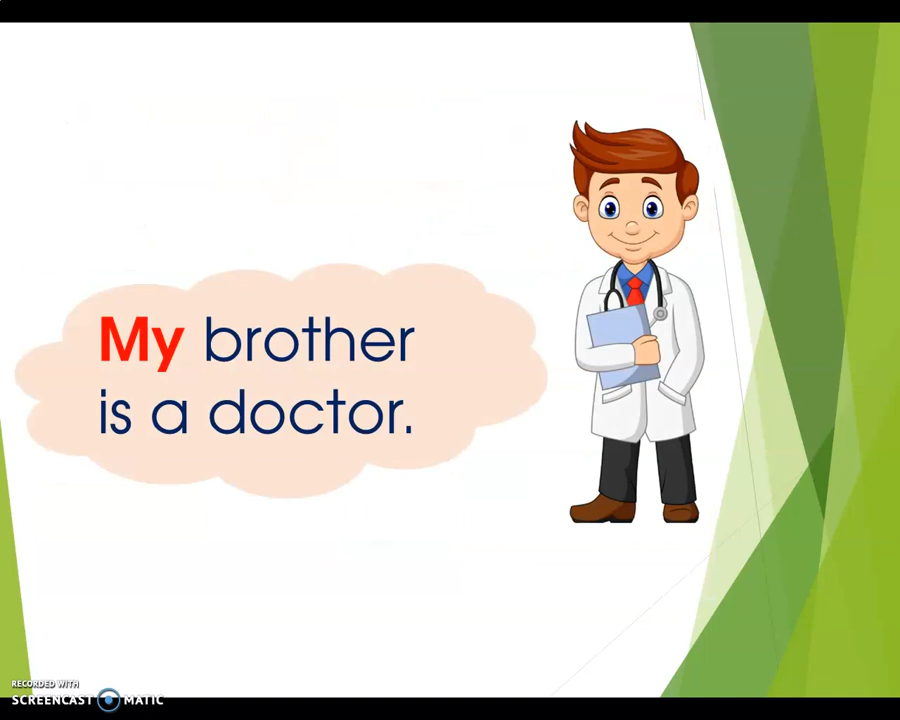 My brother
is a doctor.
RECORDED WITH
SCREENCAST MATIC